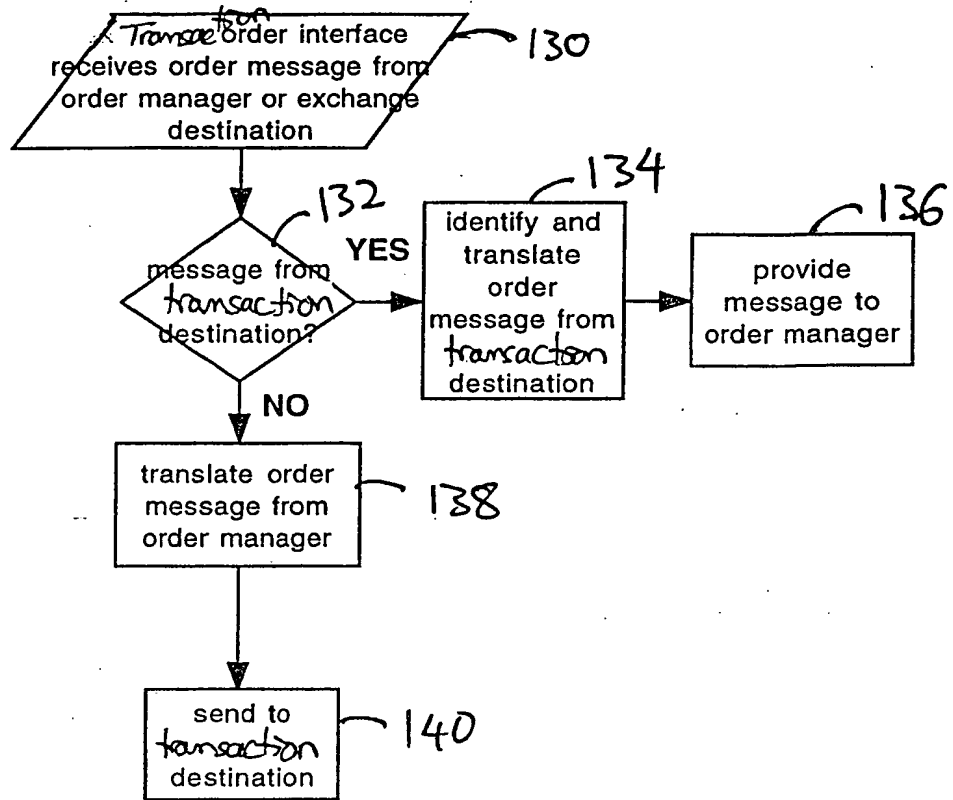 Transaction order interface
receives order message from
order manager or exchange
destination
130
132
message from
transaction
destination?
YES
134
identify and
translate
order
message from
transaction
destination
136
provide
message to
order manager
NO
translate order
message from
order manager
138
send to
transaction
destination
140